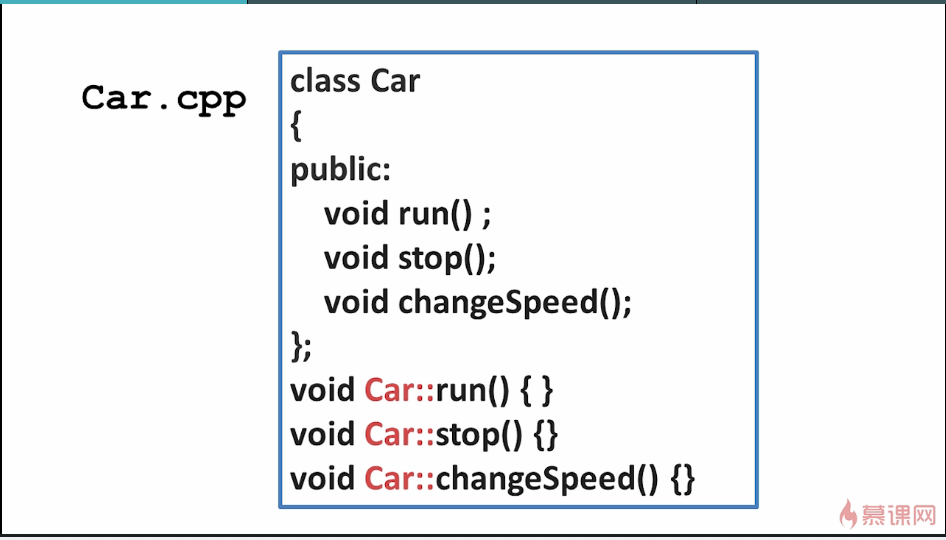 Car.cpp
class Car
{
public:
void run() ;
void stop();
void changeSpeed();
};
void Car::run() { }
void Car::stop() {}
void Car::changeSpeed() {}
慕课网